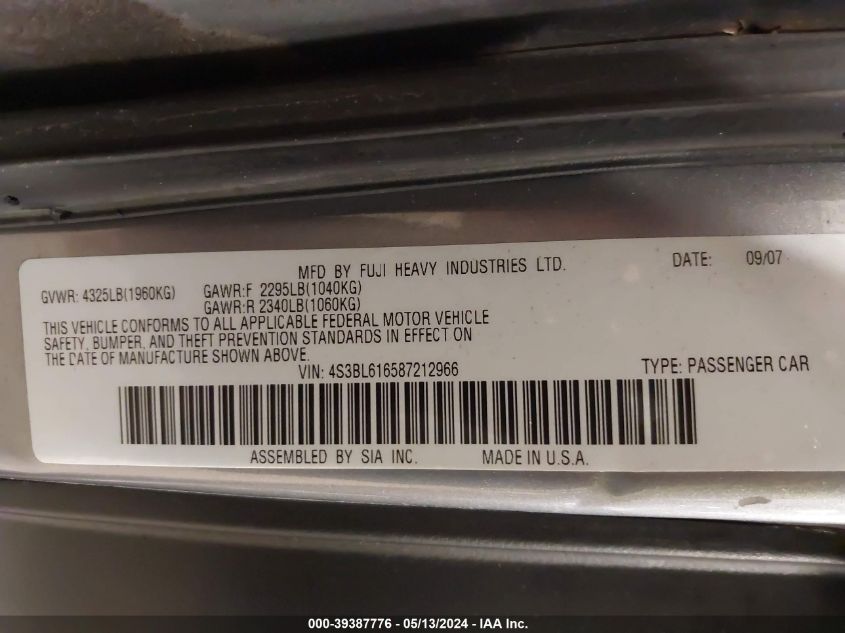 MFD BY FUJI HEAVY INDUSTRIES LTD. DATE: 09/07
GVWR: 4325LB(1960KG) GAWR:F 2295LB(1040KG)
GAWR:R 2340LB(1060KG)
THIS VEHICLE CONFORMS TO ALL APPLICABLE FEDERAL MOTOR VEHICLE
SAFETY, BUMPER, AND THEFT PREVENTION STANDARDS IN EFFECT ON
THE DATE OF MANUFACTURE SHOWN ABOVE.
VIN: 4S3BL616587212966 TYPE: PASSENGER CAR
ASSEMBLED BY SIA INC. MADE IN U.S.A.
000-39387776 - 05/13/2024 - IAA Inc.